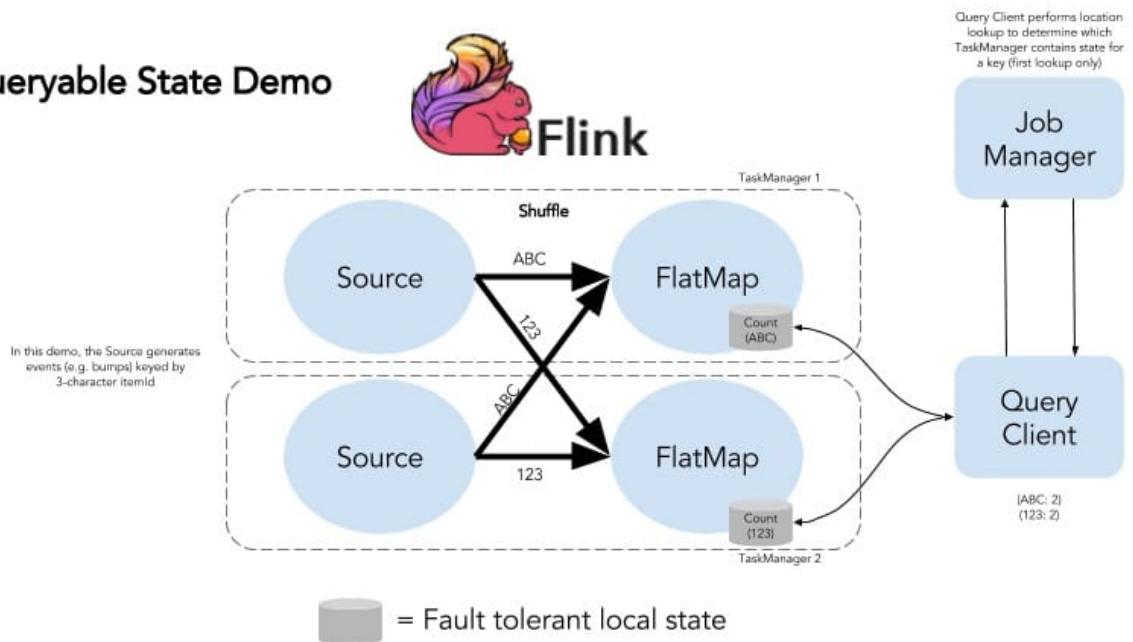 ueryable State Demo
Flink
Query Client performs location
lookup to determine which
TaskManager contains state for
a key (first lookup only)
Job
Manager
TaskManager 1
Shuffle
Source
ABC
FlatMap
123
Count
(ABC)
In this demo, the Source generates
events (e.g. bumps) keyed by
3-character itemId
ABC
Source
123
FlatMap
Count
(123)
TaskManager 2
Query
Client
(ABC: 2)
(123: 2)
= Fault tolerant local state